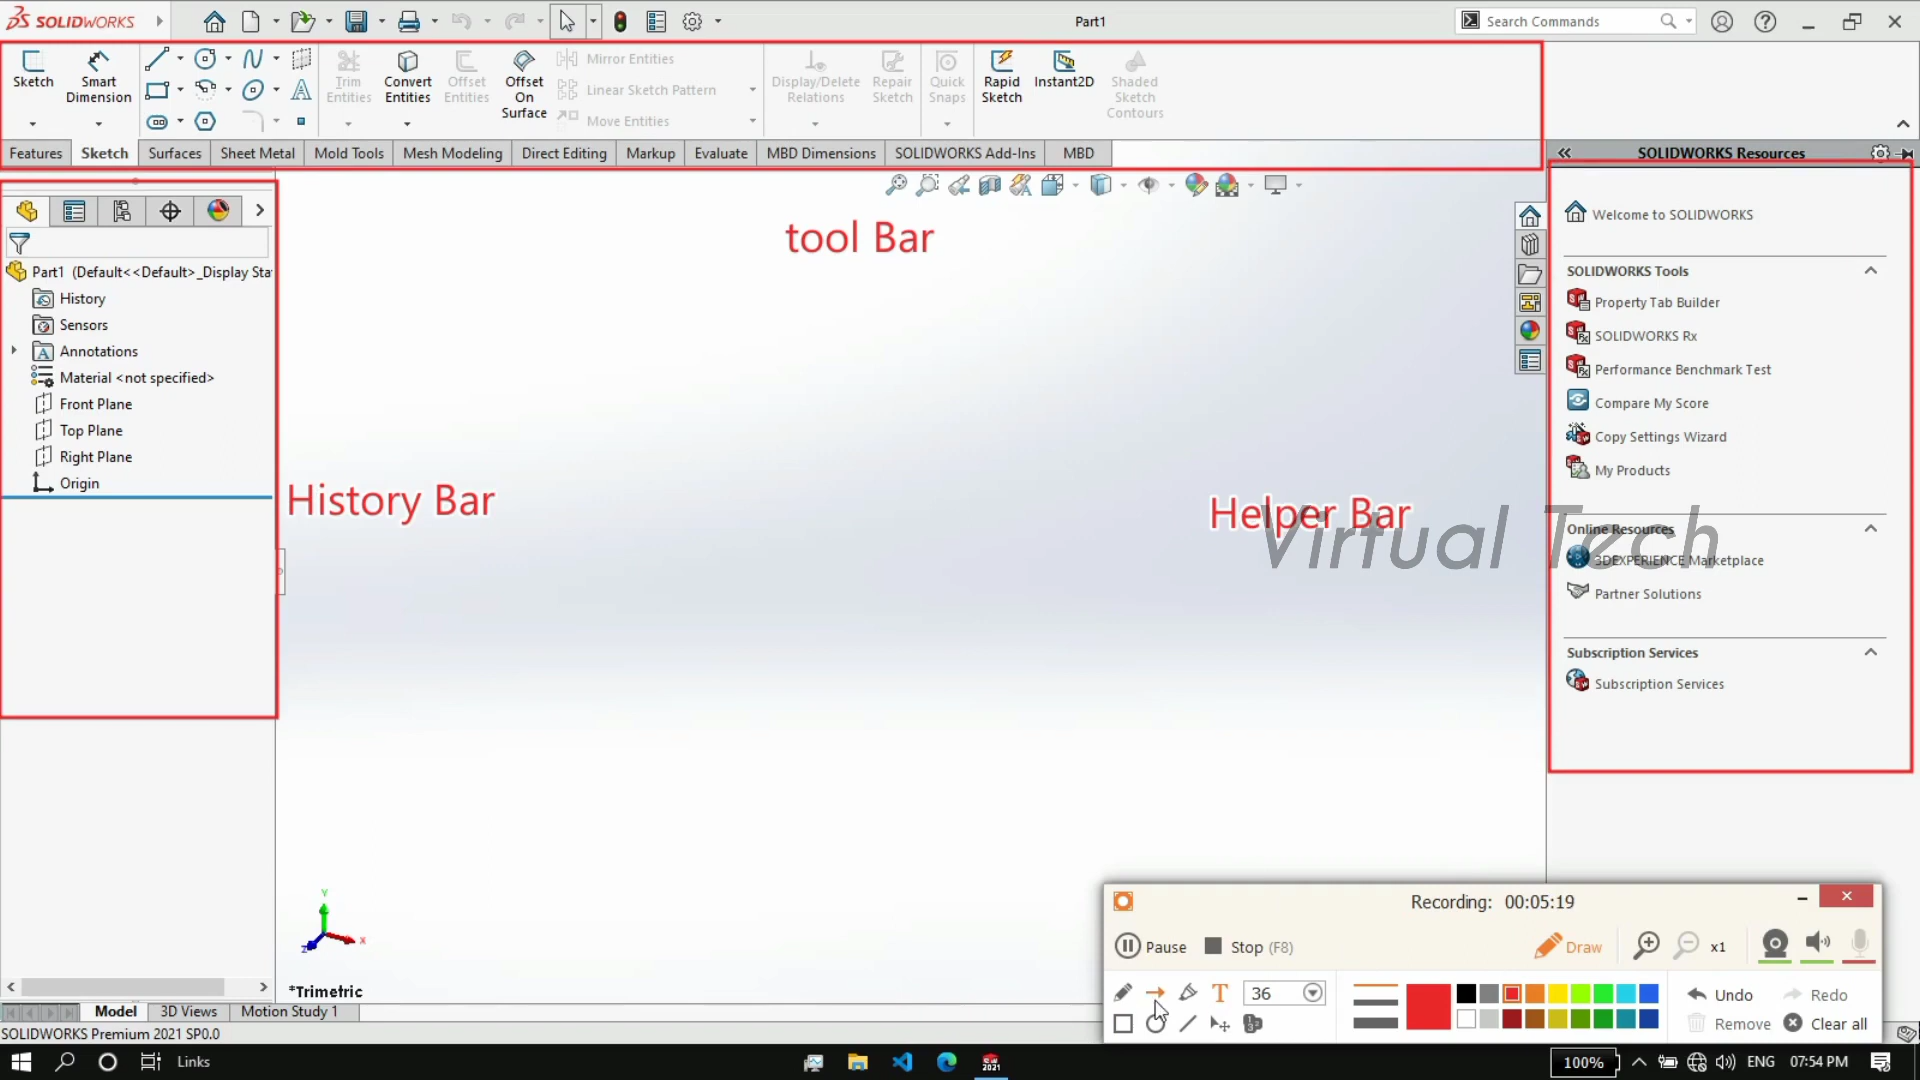 SOLIDWORKS
Part1
Search Commands
Sketch
Smart Dimension
Trim Entities
Convert Entities
Offset Entities
Offset On Surface
Mirror Entities
Linear Sketch Pattern
Move Entities
Display/Delete Relations
Repair Sketch
Quick Snaps
Rapid Sketch
Instant2D
Shaded Sketch Contours
Features Sketch Surfaces Sheet Metal Mold Tools Mesh Modeling Direct Editing Markup Evaluate MBD Dimensions SOLIDWORKS Add-Ins MBD
SOLIDWORKS Resources
tool Bar
Part1 (Default<<Default>_Display Sta
History
Sensors
Annotations
Material <not specified>
Front Plane
Top Plane
Right Plane
Origin
History Bar
Helper Bar
Virtual Tech
Welcome to SOLIDWORKS
SOLIDWORKS Tools
Property Tab Builder
SOLIDWORKS Rx
Performance Benchmark Test
Compare My Score
Copy Settings Wizard
My Products
Online Resources
3DEXPERIENCE Marketplace
Partner Solutions
Subscription Services
Subscription Services
Y
X
Z
*Trimetric
Model 3D Views Motion Study 1
SOLIDWORKS Premium 2021 SP0.0
Recording: 00:05:19
Pause Stop (F8) Draw x1
T 36
Undo Redo
Remove Clear all
Links
SW 2021
100% ENG 07:54 PM